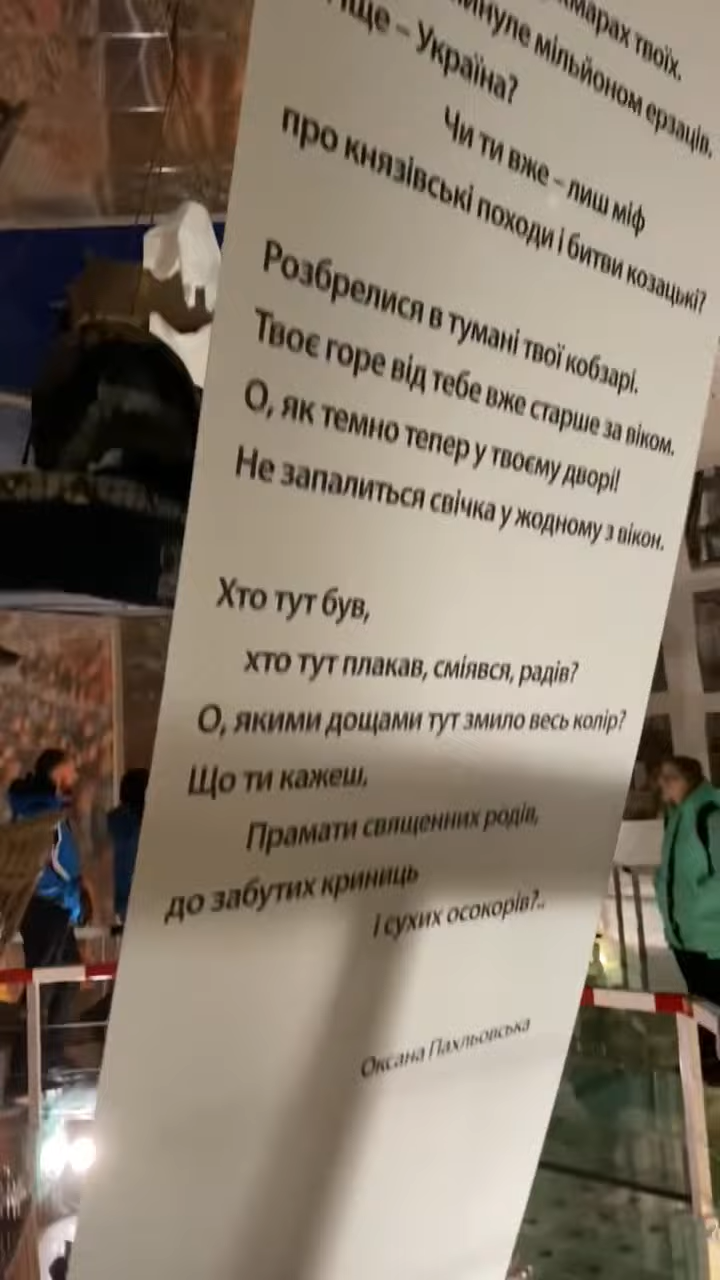 хмарах твоїх.
мільйоном ерзаців.
ще – Україна?
Чи ти вже – лиш міф
про князівські походи і битви козацькі?
Розбрелися в тумані твої кобзарі.
Твоє горе від тебе вже старше за віком.
О, як темно тепер у твоєму дворі!
Не запалиться свічка у жодному з вікон.
Хто тут був,
хто тут плакав, сміявся, радів?
О, якими дощами тут змило весь колір?
Що ти кажеш,
Прамати священних родів,
до забутих криниць
і сухих осокорів?..
Оксана Пахльовська